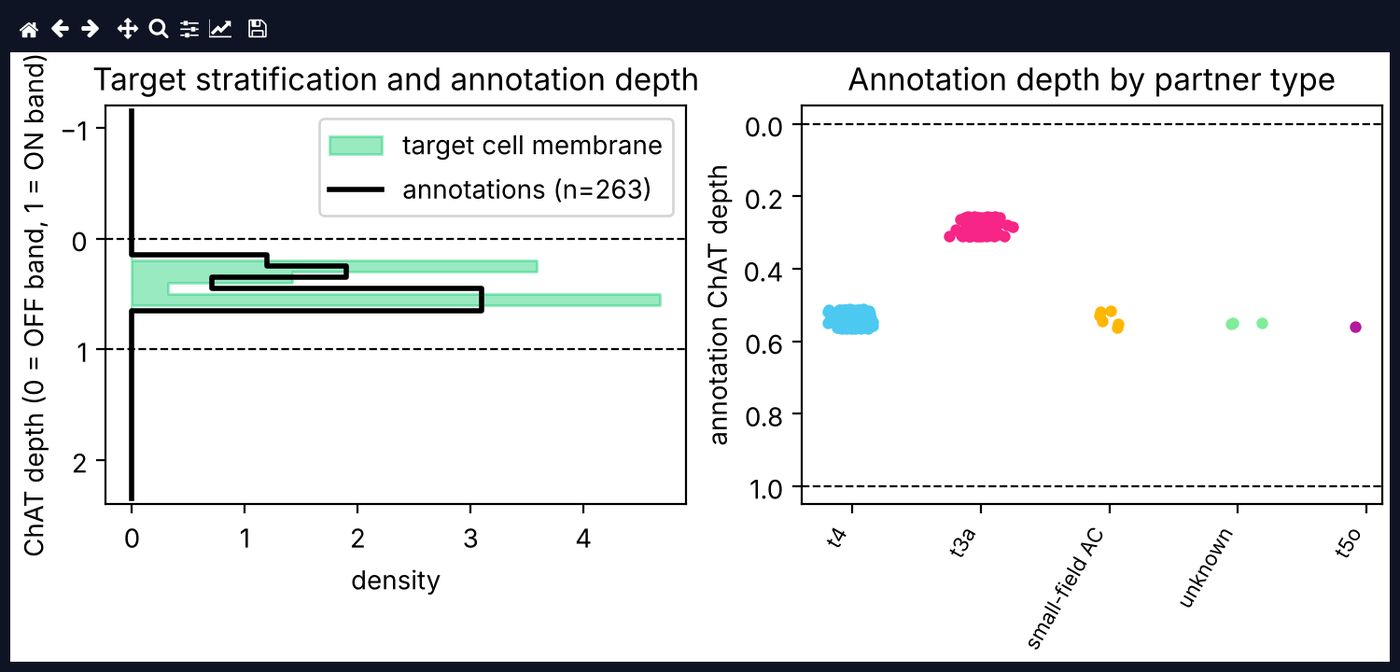 Target stratification and annotation depth
ChAT depth (0 = OFF band, 1 = ON band)
−1
0
1
2
target cell membrane
annotations (n=263)
0
1
2
3
4
density
Annotation depth by partner type
annotation ChAT depth
0.0
0.2
0.4
0.6
0.8
1.0
t4
t3a
small-field AC
unknown
t5o